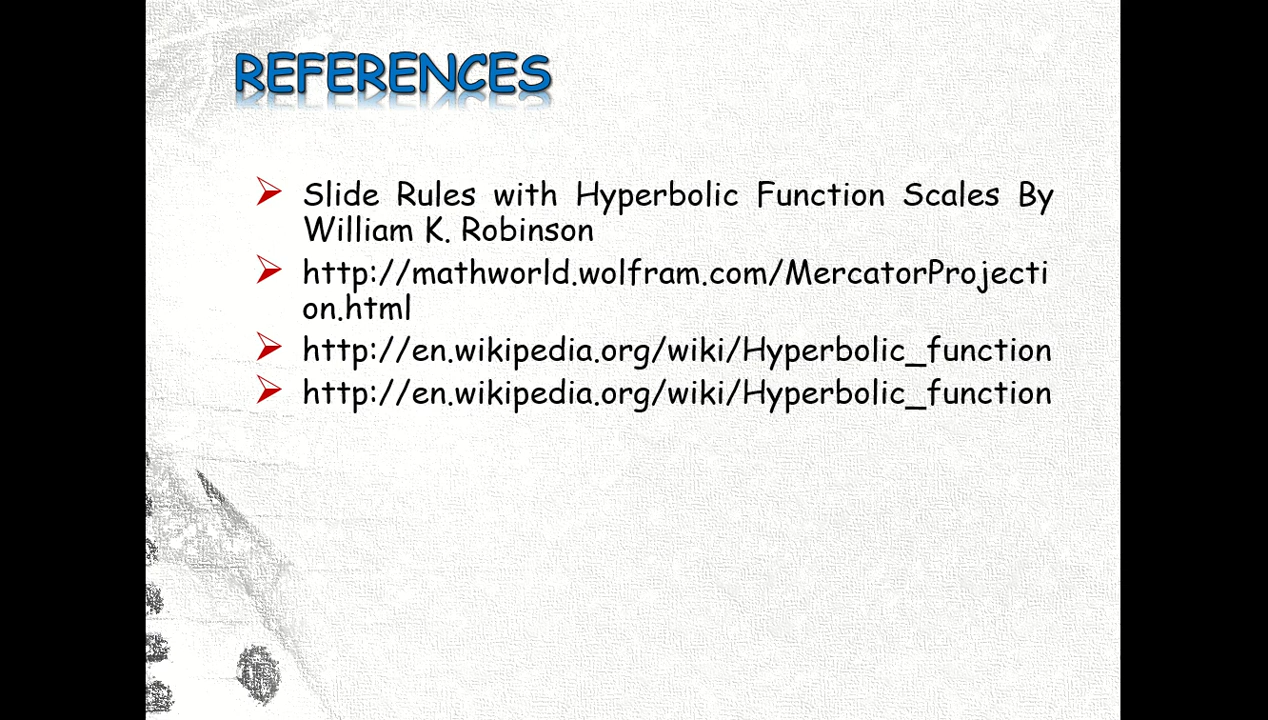 REFERENCES
Slide Rules with Hyperbolic Function Scales By
William K. Robinson
http://mathworld.wolfram.com/MercatorProjecti
on.html
http://en.wikipedia.org/wiki/Hyperbolic_function
http://en.wikipedia.org/wiki/Hyperbolic_function